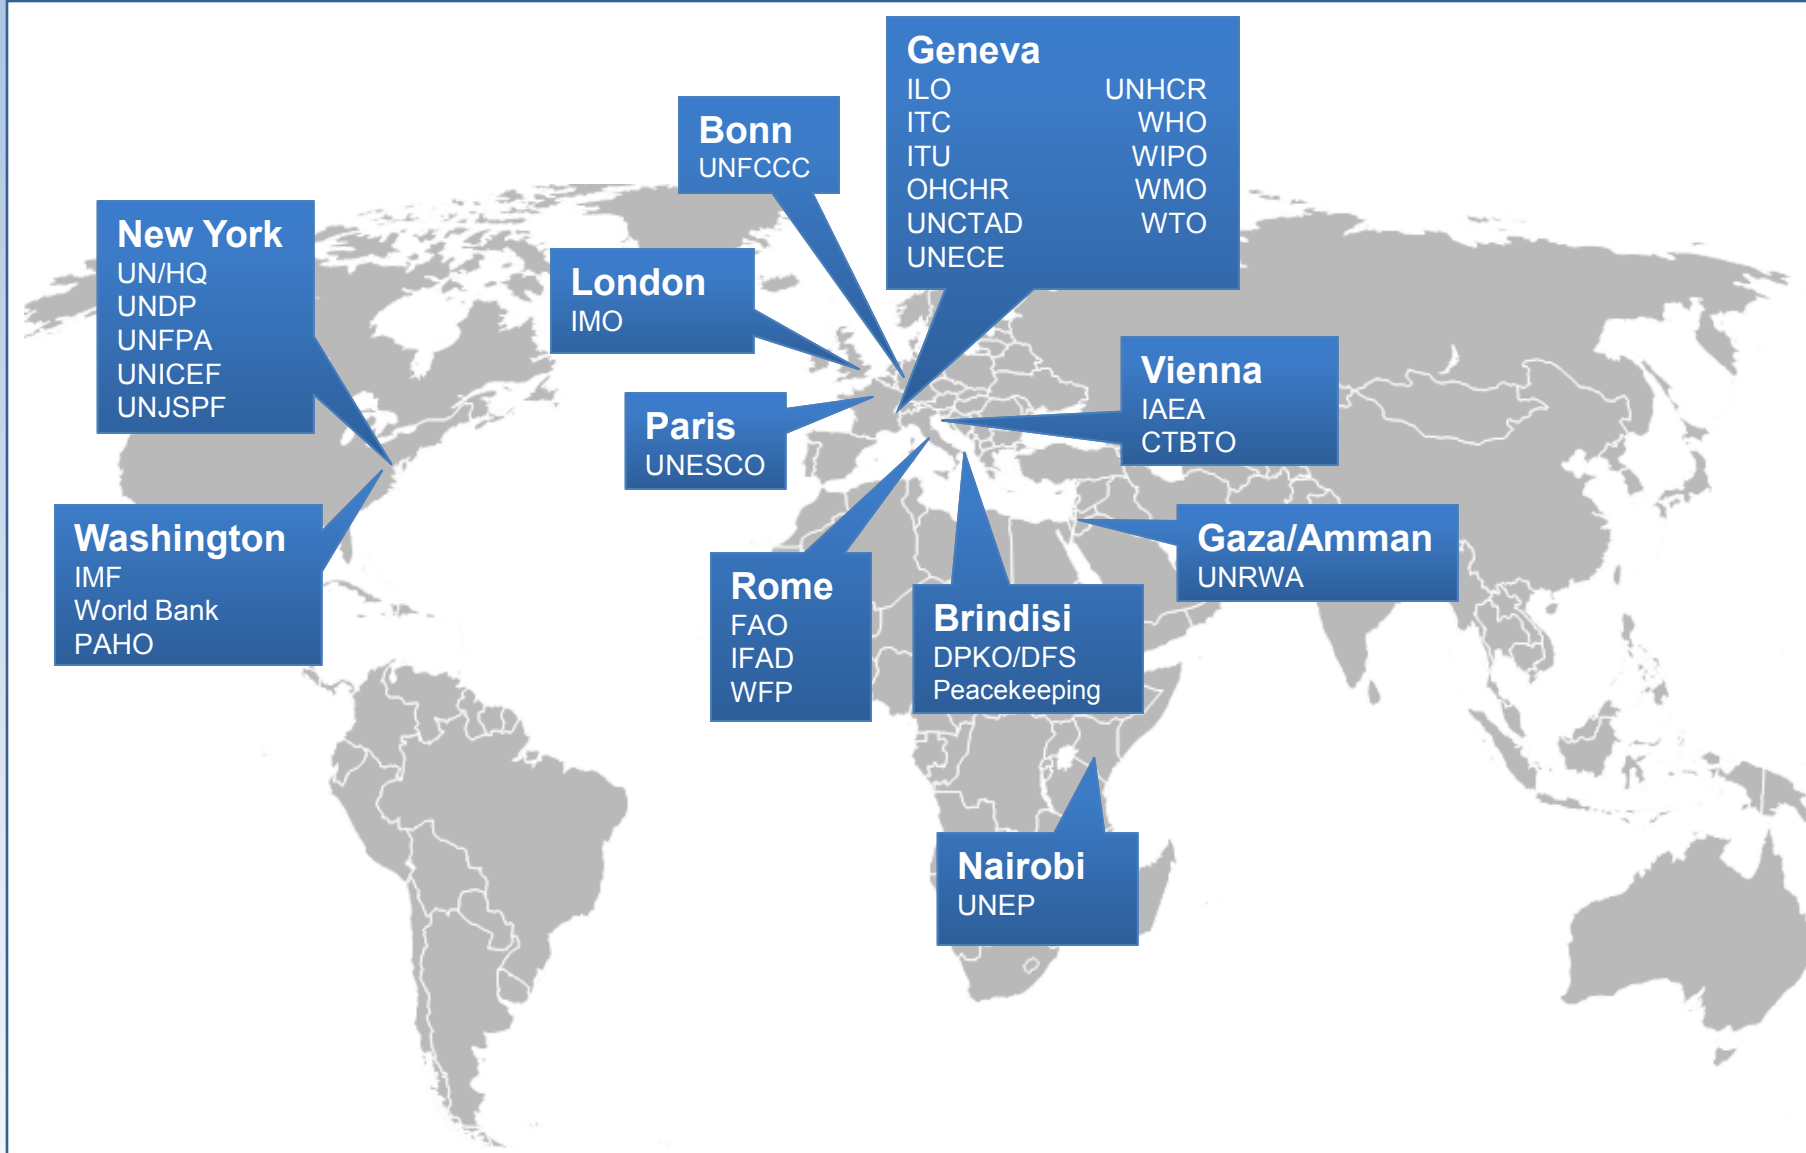 Geneva
ILO UNHCR
ITC WHO
ITU WIPO
OHCHR WMO
UNCTAD WTO
UNECE
Bonn
UNFCCC
New York
UN/HQ
UNDP
UNFPA
UNICEF
UNJSPF
London
IMO
Vienna
IAEA
CTBTO
Paris
UNESCO
Washington
IMF
World Bank
PAHO
Gaza/Amman
UNRWA
Rome
FAO
IFAD
WFP
Brindisi
DPKO/DFS
Peacekeeping
Nairobi
UNEP